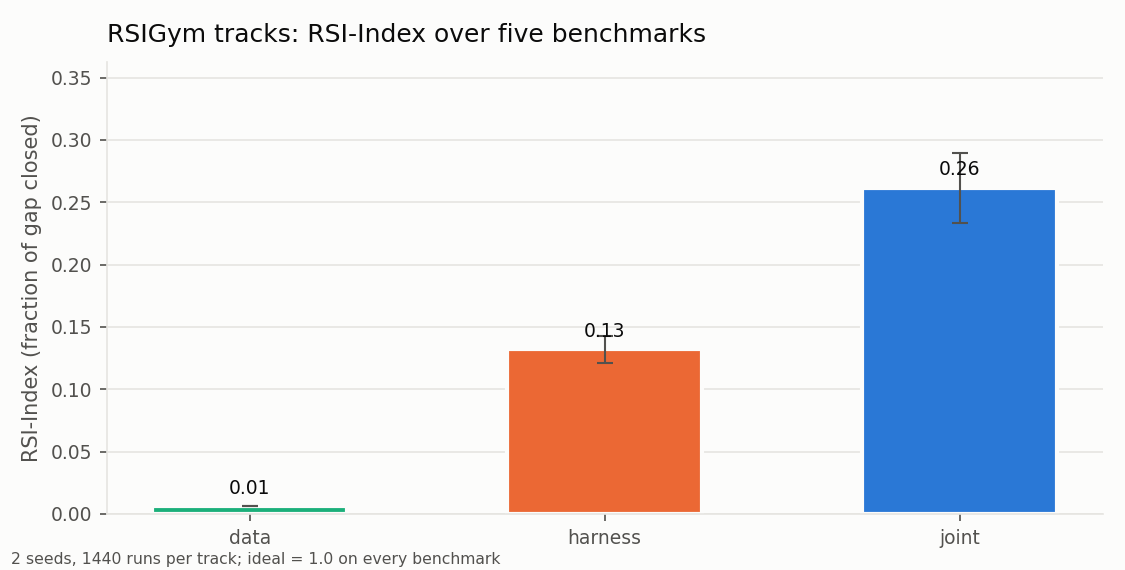 RSIGym tracks: RSI-Index over five benchmarks
RSI-Index (fraction of gap closed)
0.35
0.30
0.25
0.20
0.15
0.10
0.05
0.00
0.01
0.13
0.26
data
harness
joint
2 seeds, 1440 runs per track; ideal = 1.0 on every benchmark